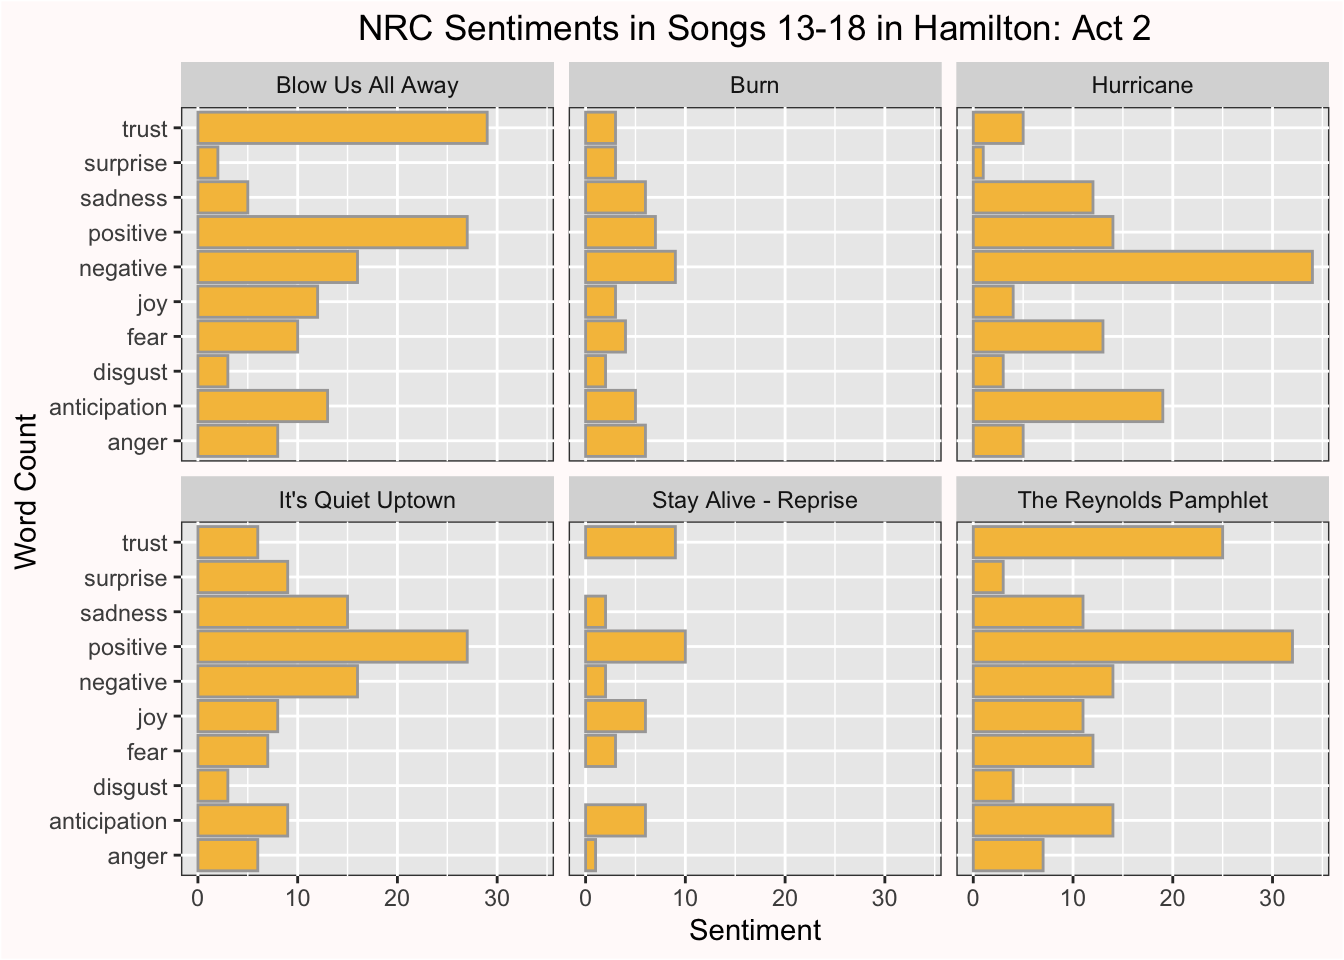 NRC Sentiments in Songs 13-18 in Hamilton: Act 2
Blow Us All Away
Burn
Hurricane
trust
surprise
sadness
positive
negative
joy
fear
disgust
anticipation
anger
Word Count
It's Quiet Uptown
Stay Alive - Reprise
The Reynolds Pamphlet
trust
surprise
sadness
positive
negative
joy
fear
disgust
anticipation
anger
0 10 20 30
0 10 20 30
0 10 20 30
Sentiment